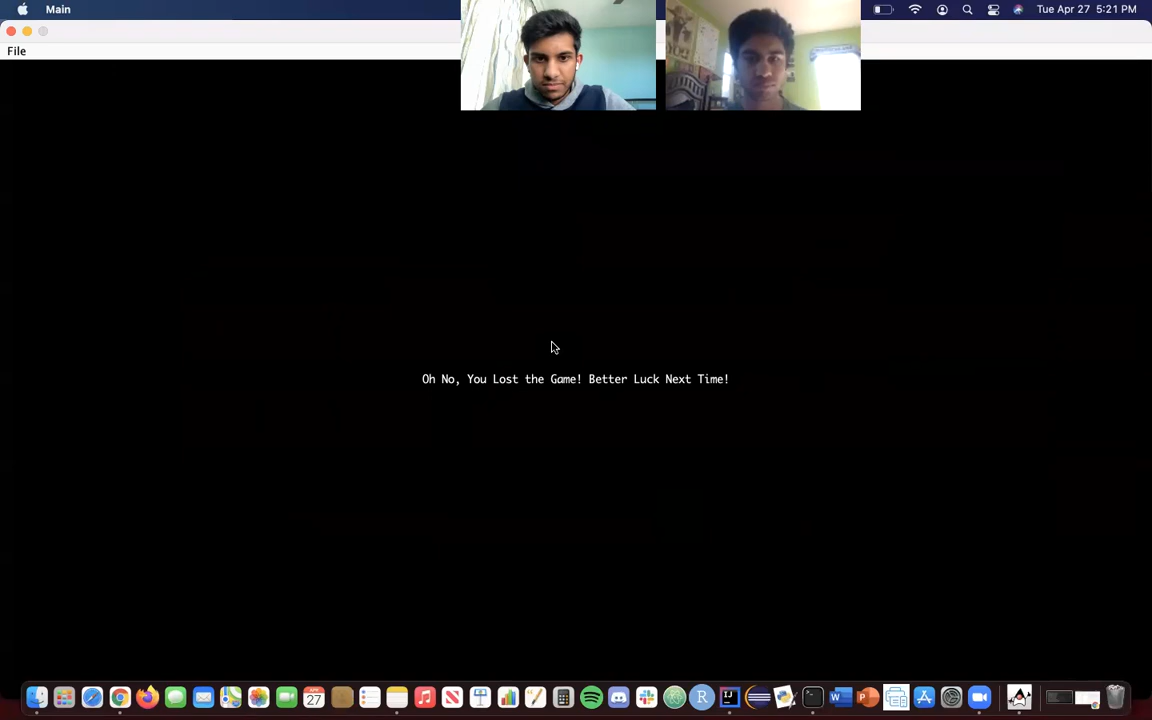 Main
Tue Apr 27 5:21 PM
File
Oh No, You Lost the Game! Better Luck Next Time!